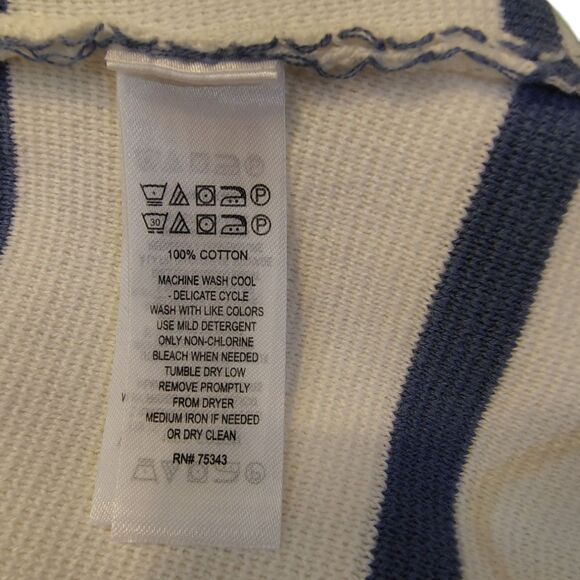 30
100% COTTON
MACHINE WASH COOL
- DELICATE CYCLE
WASH WITH LIKE COLORS
USE MILD DETERGENT
ONLY NON-CHLORINE
BLEACH WHEN NEEDED
TUMBLE DRY LOW
REMOVE PROMPTLY
FROM DRYER
MEDIUM IRON IF NEEDED
OR DRY CLEAN
RN# 75343